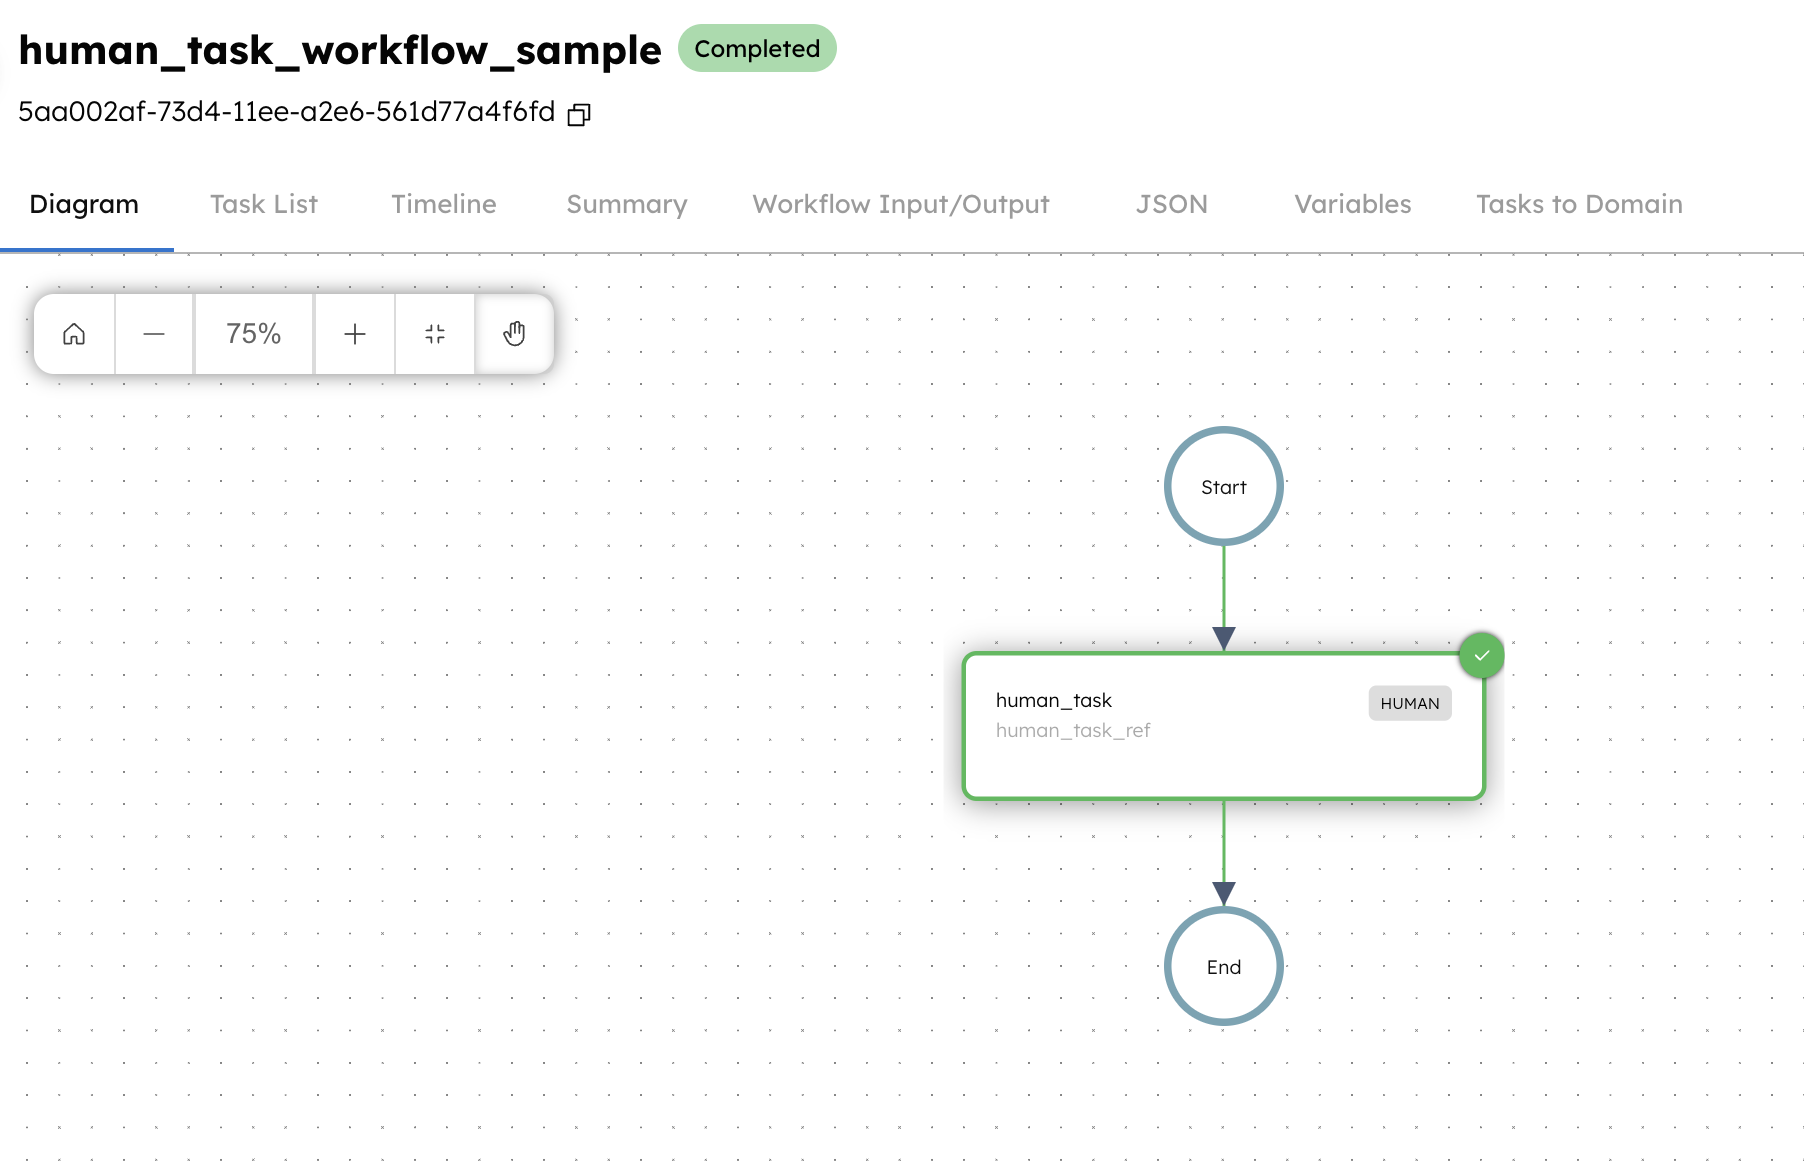 human_task_workflow_sample Completed
5aa002af-73d4-11ee-a2e6-561d77a4f6fd
Diagram Task List Timeline Summary Workflow Input/Output JSON Variables Tasks to Domain
75%
Start
human_task HUMAN
human_task_ref
End